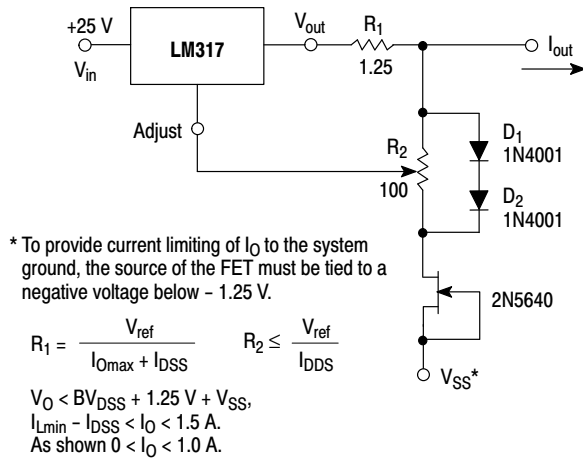 +25 V
V_in
LM317
V_out
R_1
1.25
I_out
Adjust
R_2
100
D_1
1N4001
D_2
1N4001
* To provide current limiting of I_O to the system
ground, the source of the FET must be tied to a
negative voltage below – 1.25 V.
2N5640
V_SS*
R_1 = V_ref / (I_Omax + I_DSS)
R_2 ≤ V_ref / I_DDS
V_O < BV_DSS + 1.25 V + V_SS,
I_Lmin – I_DSS < I_O < 1.5 A.
As shown 0 < I_O < 1.0 A.